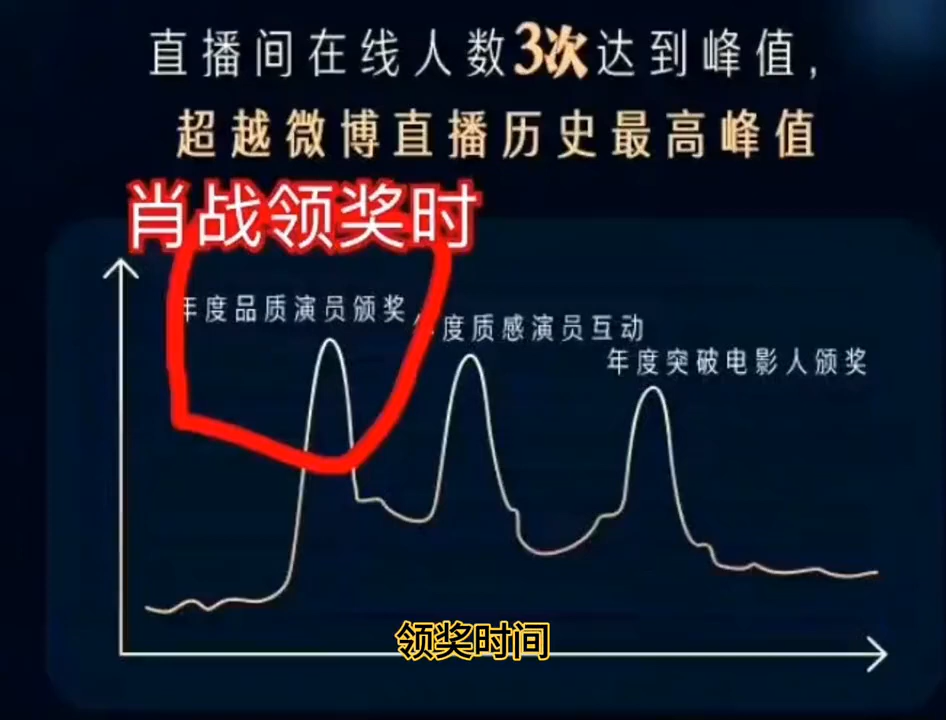 直播间在线人数3次达到峰值，
超越微博直播历史最高峰值
肖战领奖时
年度品质演员颁奖
年度质感演员互动
年度突破电影人颁奖
领奖时间